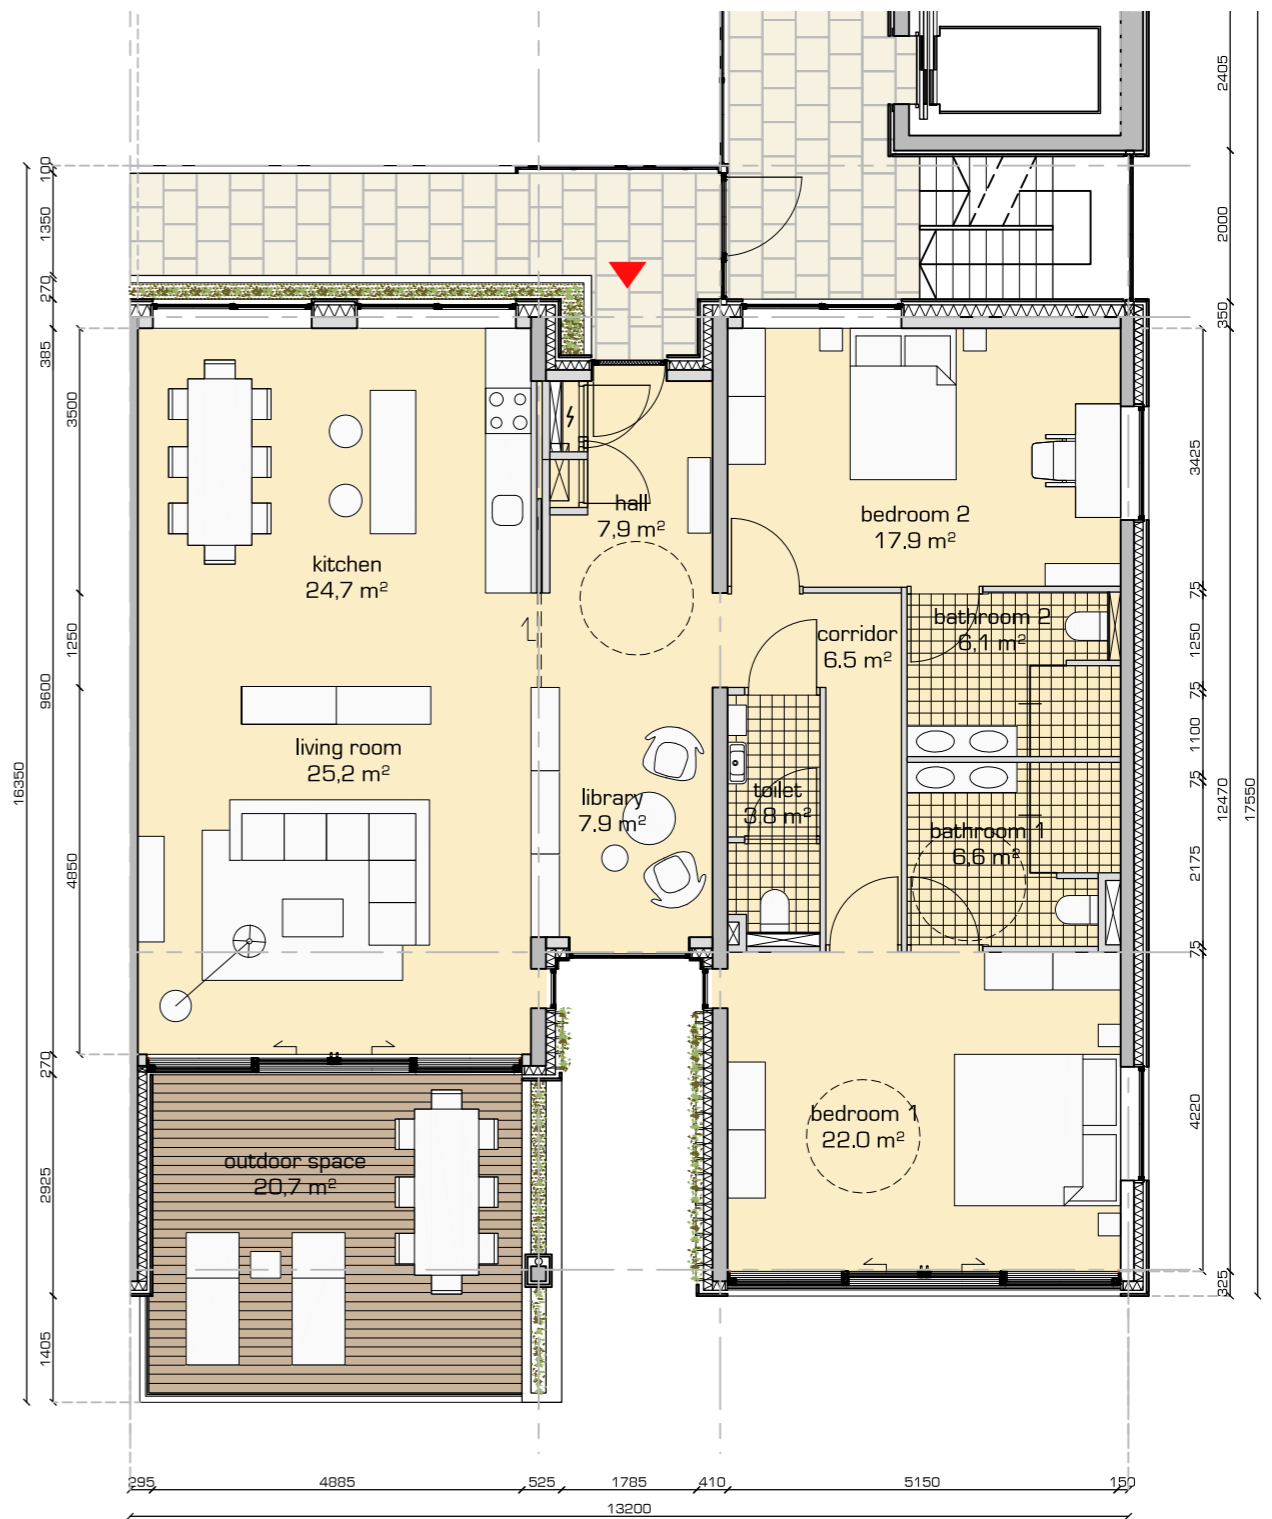 2405
100
1350
2000
270
350
385
3500
3425
hall
7,9 m²
bedroom 2
17,9 m²
kitchen
24,7 m²
75
bathroom 2
6,1 m²
corridor
6,5 m²
1250
1250
9600
75
living room
25,2 m²
1100
16350
75
12470
17550
library
7,9 m²
toilet
3,8 m²
bathroom 1
6,6 m²
4850
2175
75
270
bedroom 1
22,0 m²
4220
outdoor space
20,7 m²
2925
325
1405
295
4885
525
1785
410
5150
150
13200